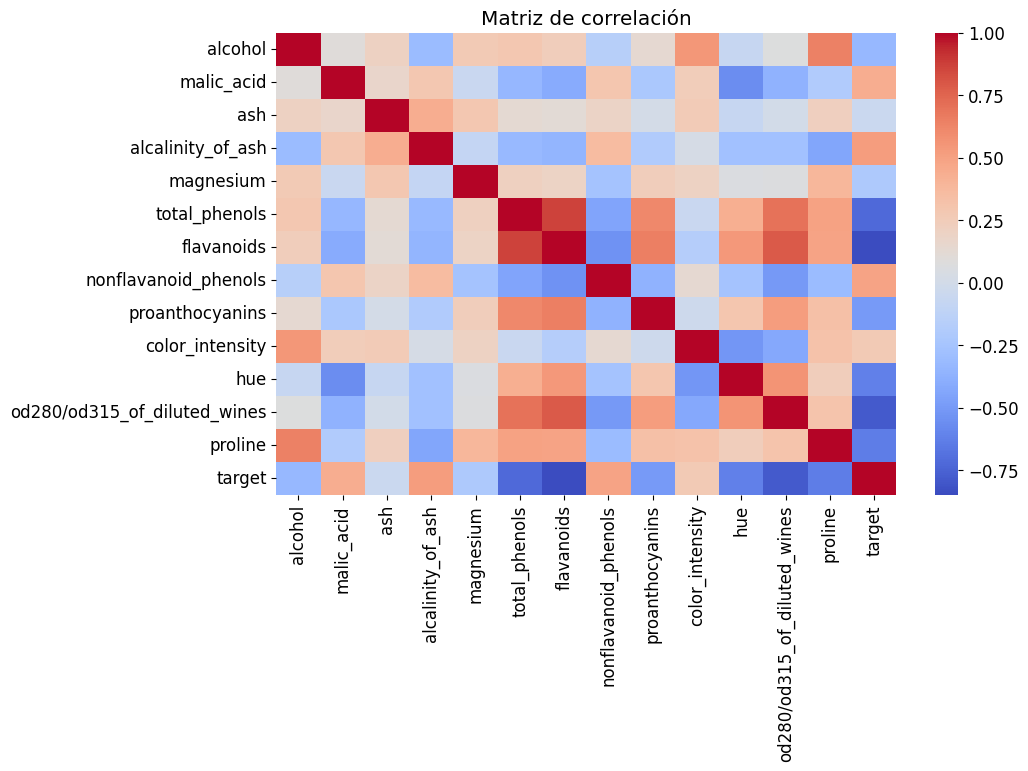 Matriz de correlación
alcohol
malic_acid
ash
alcalinity_of_ash
magnesium
total_phenols
flavanoids
nonflavanoid_phenols
proanthocyanins
color_intensity
hue
od280/od315_of_diluted_wines
proline
target
alcohol
malic_acid
ash
alcalinity_of_ash
magnesium
total_phenols
flavanoids
nonflavanoid_phenols
proanthocyanins
color_intensity
hue
od280/od315_of_diluted_wines
proline
target
1.00
0.75
0.50
0.25
0.00
−0.25
−0.50
−0.75